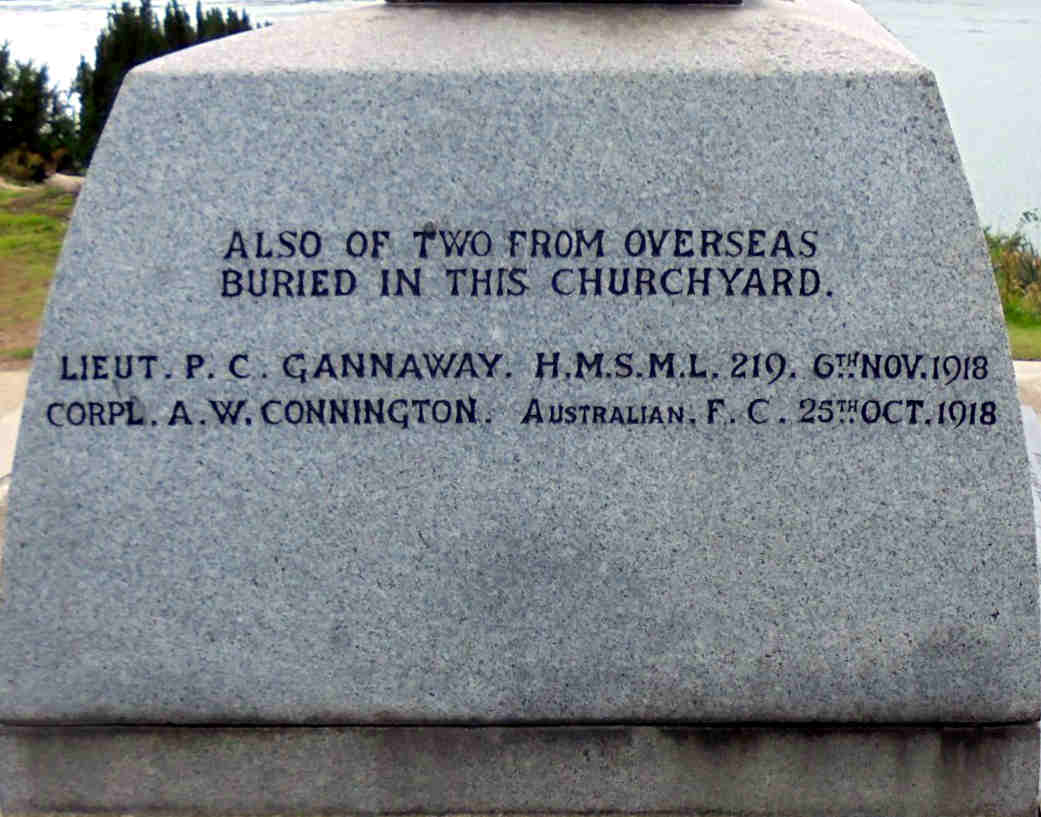 ALSO OF TWO FROM OVERSEAS
BURIED IN THIS CHURCHYARD.
LIEUT. P. C. GANNAWAY. H.M.S.M.L. 219. 6TH NOV. 1918
CORPL. A. W. CONNINGTON. AUSTRALIAN. F. C. 25TH OCT. 1918